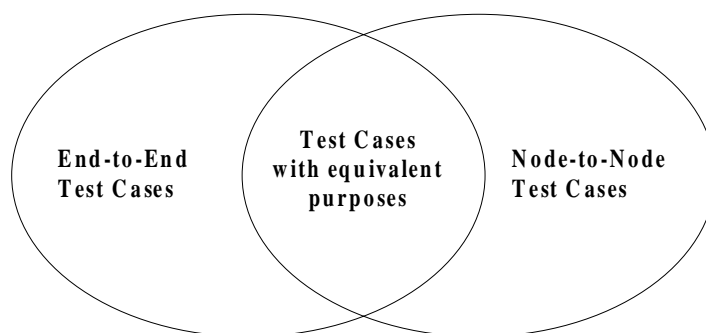 End-to-End
Test Cases
Test Cases
with equivalent
purposes
Node-to-Node
Test Cases